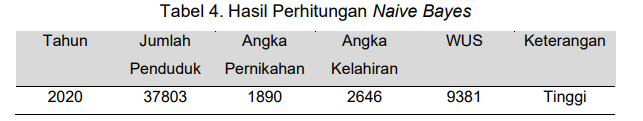 Tabel 4. Hasil Perhitungan Naive Bayes
Tahun Jumlah Penduduk Angka Pernikahan Angka Kelahiran WUS Keterangan
2020 37803 1890 2646 9381 Tinggi